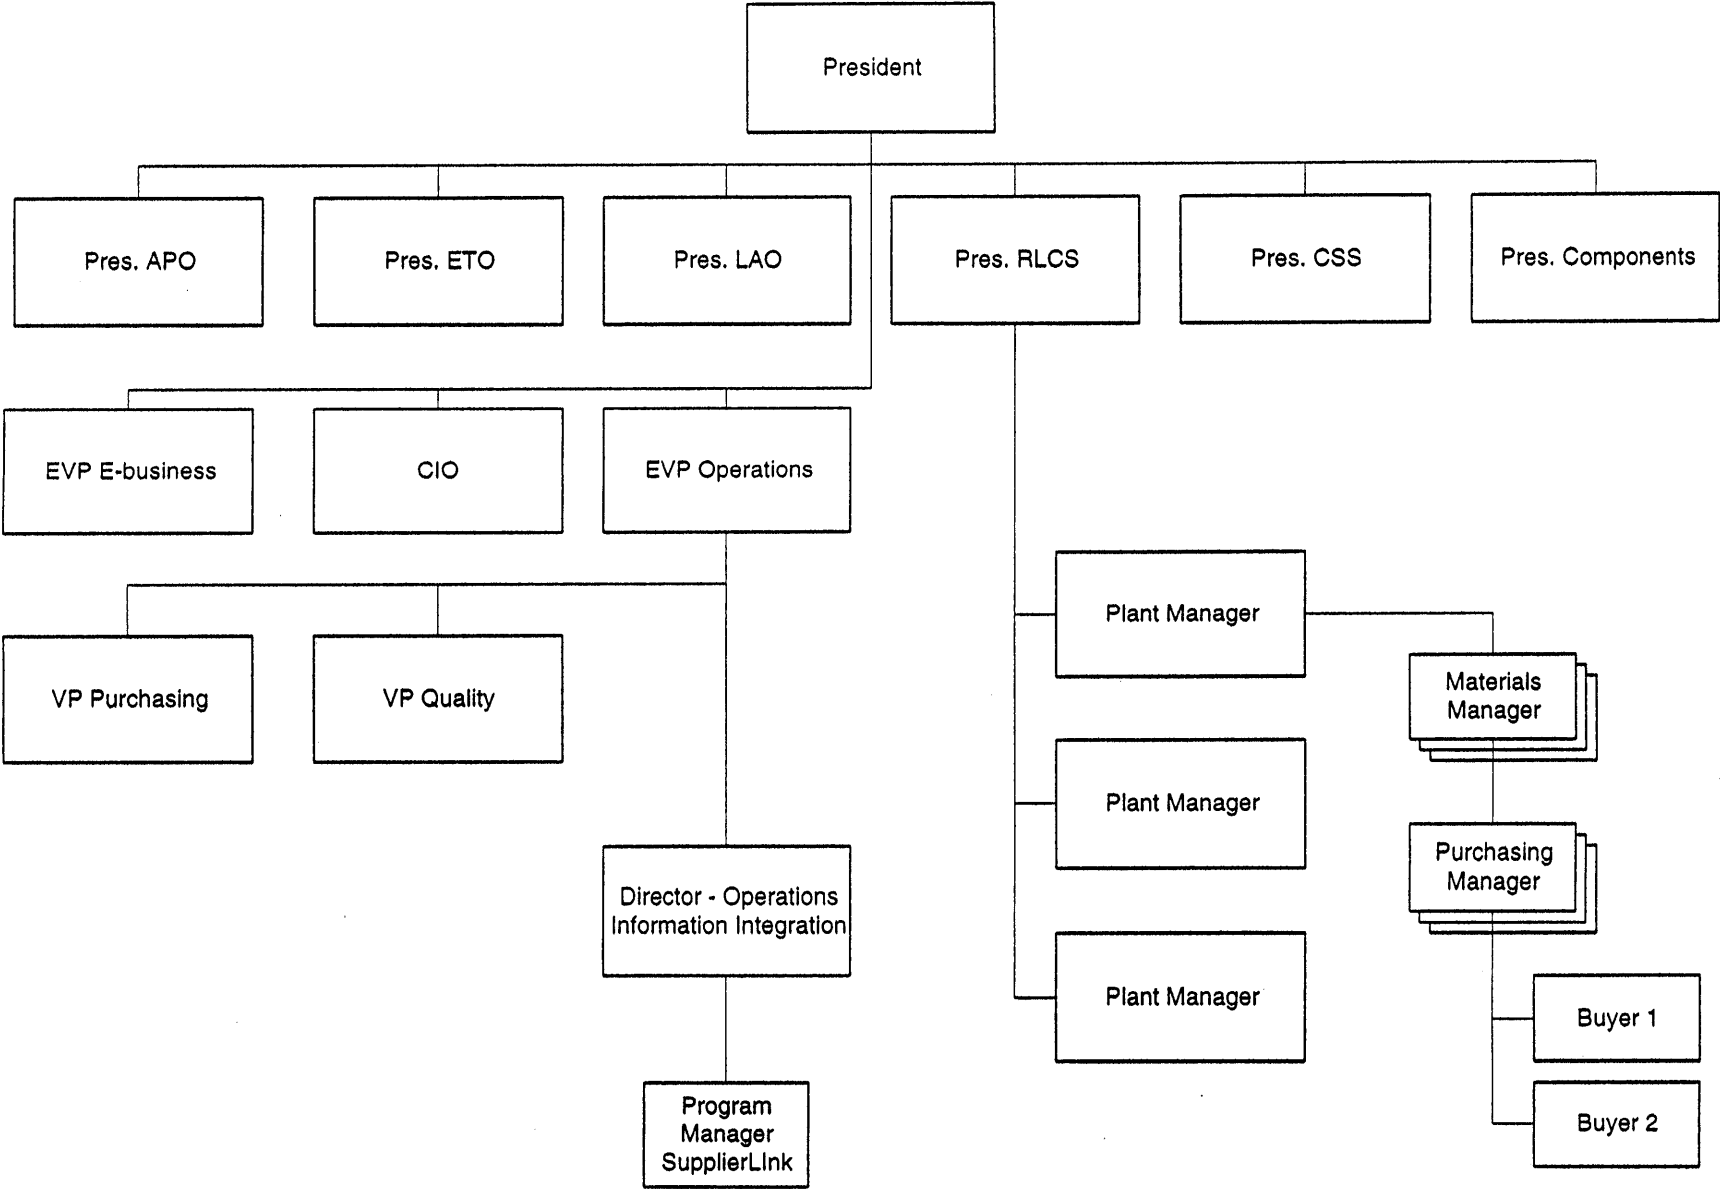 President
Pres. APO
Pres. ETO
Pres. LAO
Pres. RLCS
Pres. CSS
Pres. Components
EVP E-business
CIO
EVP Operations
VP Purchasing
VP Quality
Director - Operations
Information Integration
Program
Manager
SupplierLInk
Plant Manager
Plant Manager
Plant Manager
Materials
Manager
Purchasing
Manager
Buyer 1
Buyer 2